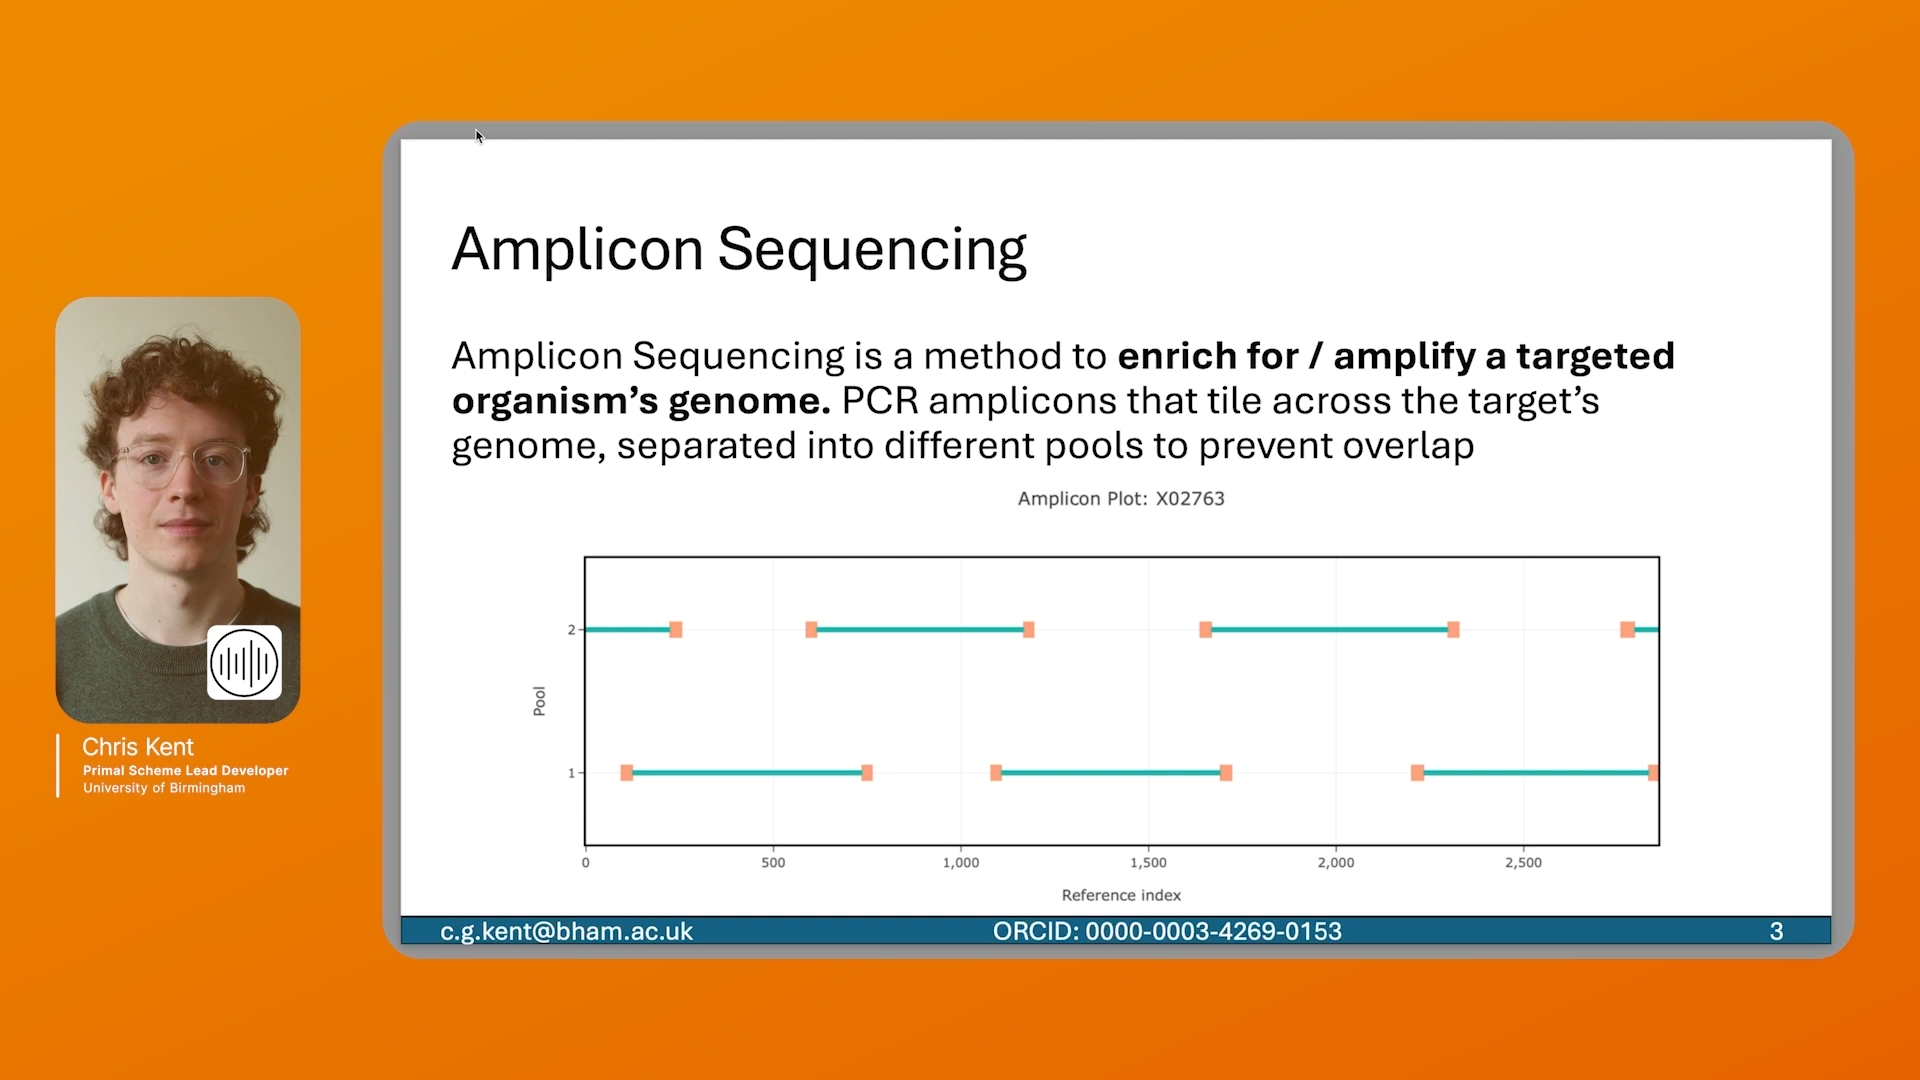 Amplicon Sequencing
Amplicon Sequencing is a method to enrich for / amplify a targeted
organism’s genome. PCR amplicons that tile across the target’s
genome, separated into different pools to prevent overlap
Amplicon Plot: X02763
2
1
Pool
0 500 1,000 1,500 2,000 2,500
Reference index
c.g.kent@bham.ac.uk ORCID: 0000-0003-4269-0153 3
Chris Kent
Primal Scheme Lead Developer
University of Birmingham